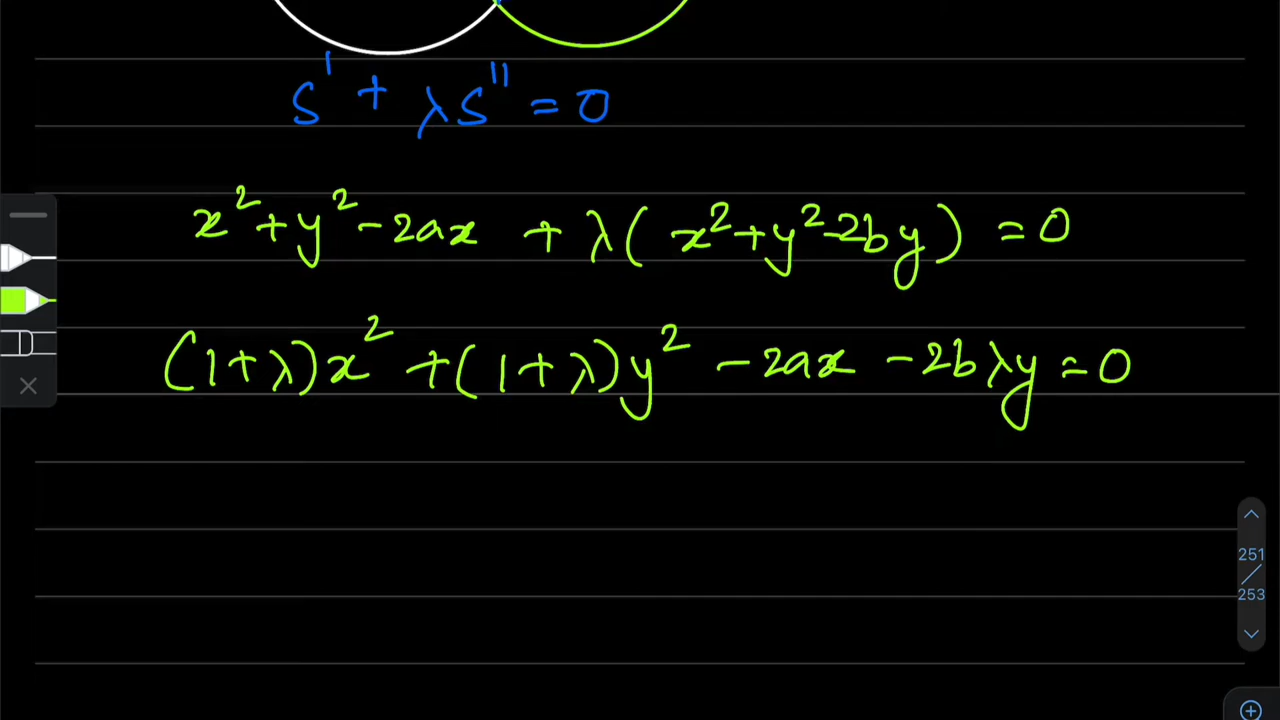 S' + λS'' = 0
x² + y² - 2ax + λ(x² + y² - 2by) = 0
(1+λ)x² + (1+λ)y² - 2ax - 2bλy = 0
251
/
253